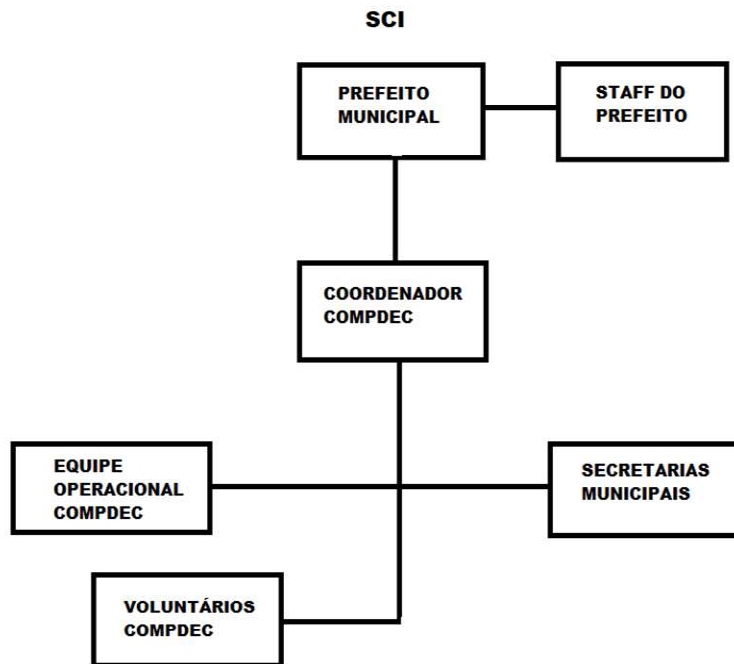 SCI
PREFEITO
MUNICIPAL
STAFF DO
PREFEITO
COORDENADOR
COMPDEC
EQUIPE
OPERACIONAL
COMPDEC
SECRETARIAS
MUNICIPAIS
VOLUNTÁRIOS
COMPDEC